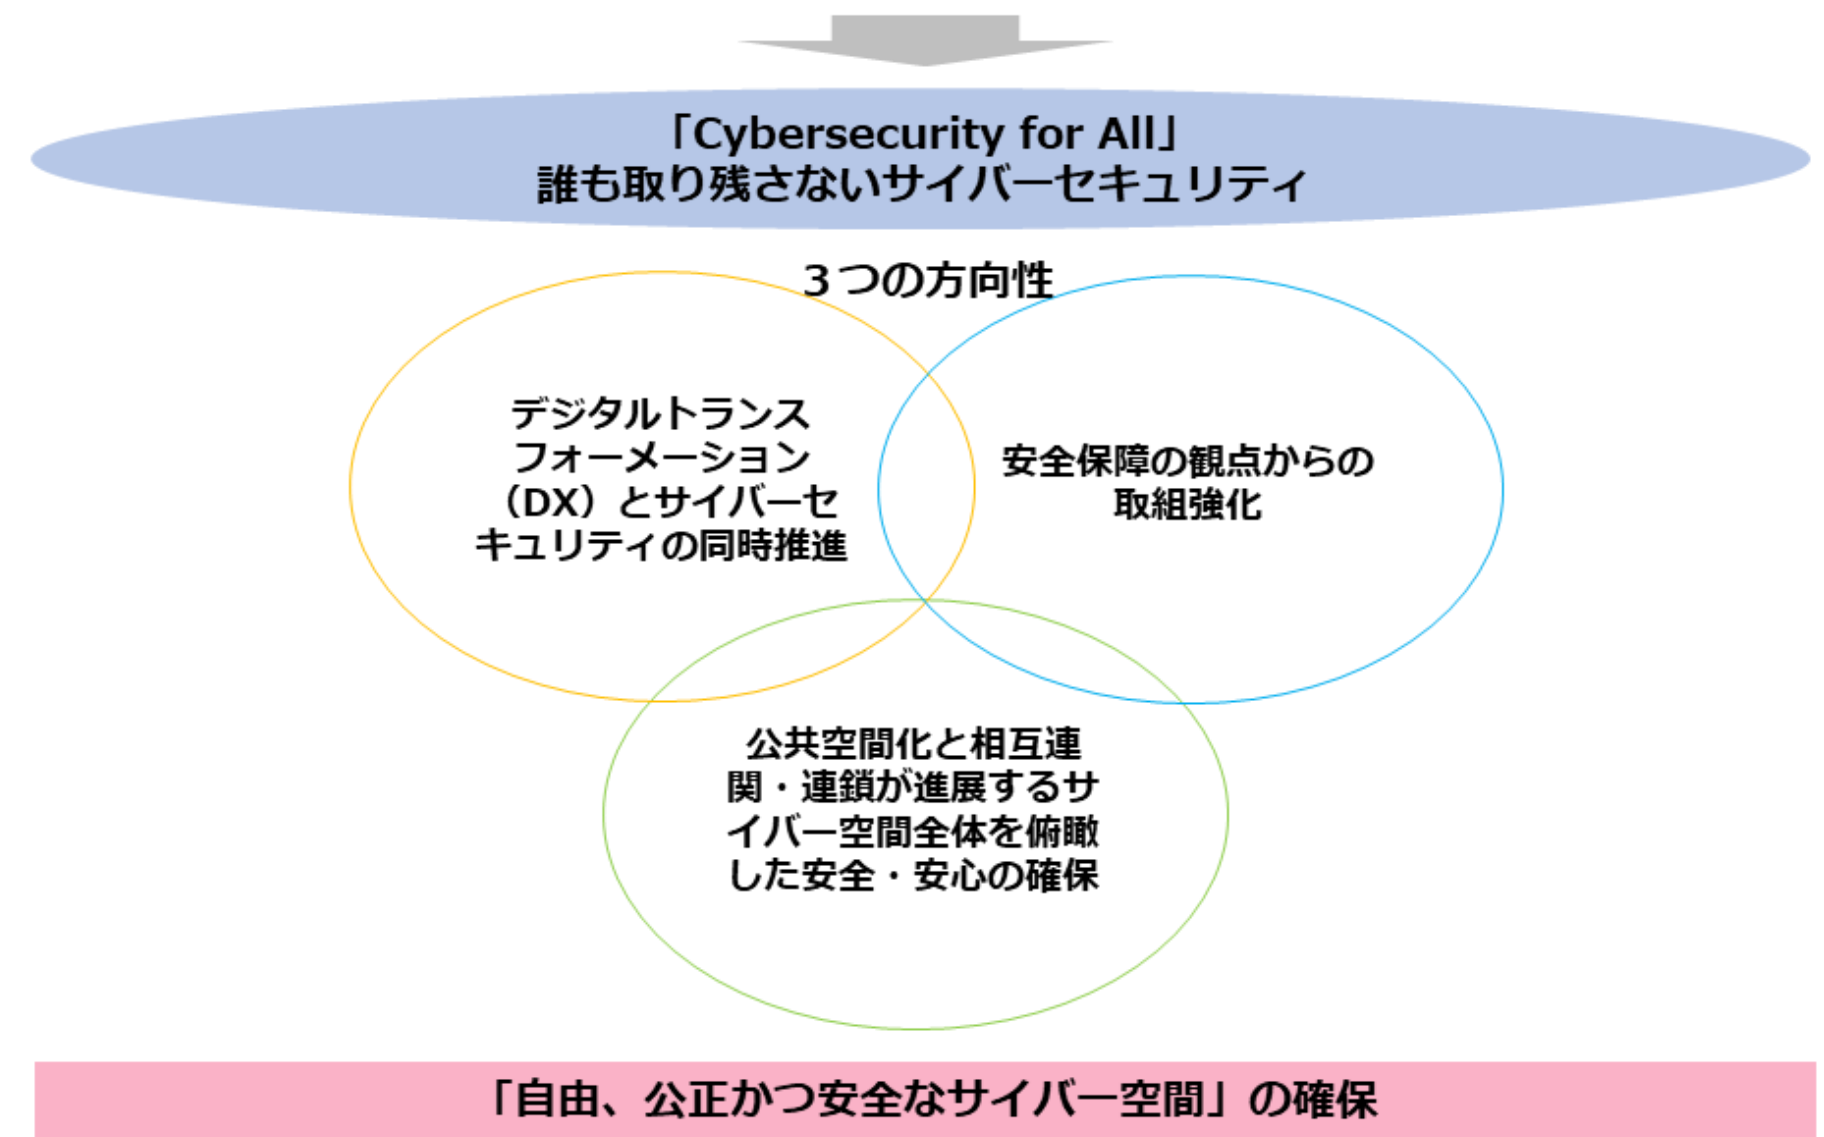 「Cybersecurity for All」
誰も取り残さないサイバーセキュリティ
３つの方向性
デジタルトランス
フォーメーション
（DX）とサイバーセ
キュリティの同時推進
安全保障の観点からの
取組強化
公共空間化と相互連
関・連鎖が進展するサ
イバー空間全体を俯瞰
した安全・安心の確保
「自由、公正かつ安全なサイバー空間」の確保